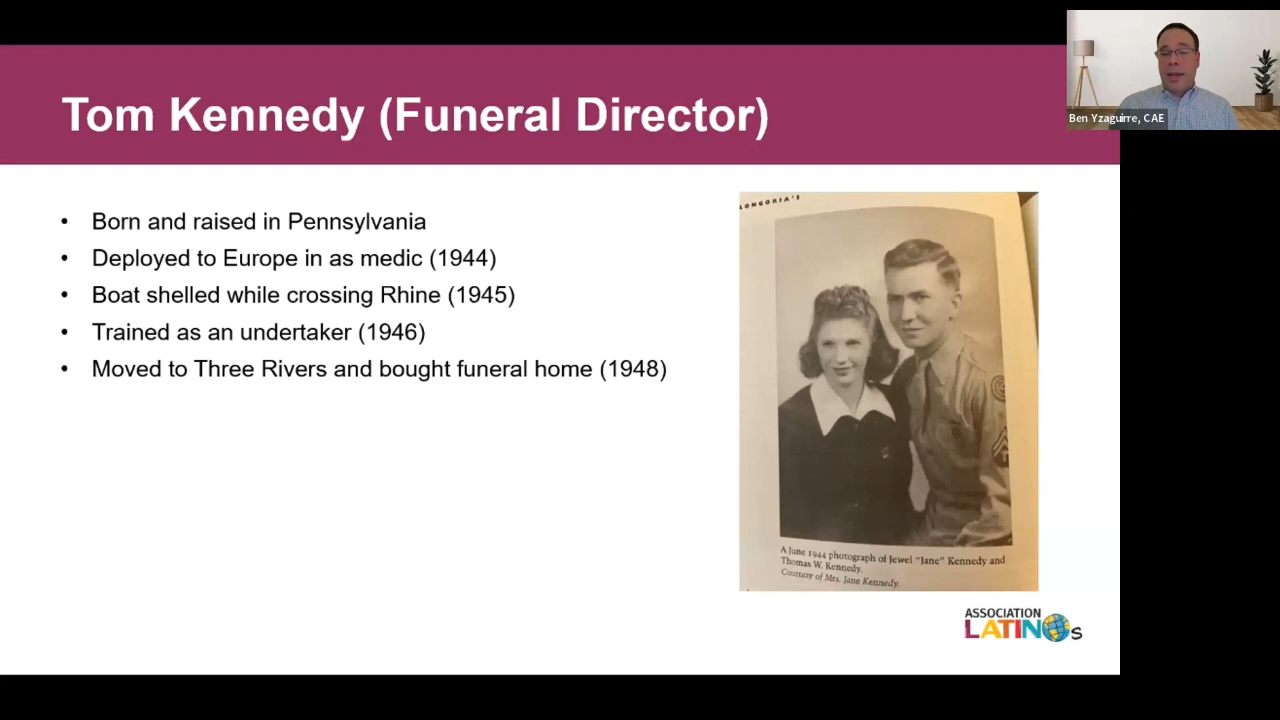 Tom Kennedy (Funeral Director)
Ben Yzaguirre, CAE
• Born and raised in Pennsylvania
• Deployed to Europe in as medic (1944)
• Boat shelled while crossing Rhine (1945)
• Trained as an undertaker (1946)
• Moved to Three Rivers and bought funeral home (1948)
LONGORIA'S
A June 1944 photograph of Jewel "Jane" Kennedy and
Thomas W. Kennedy.
Courtesy of Mrs. Jane Kennedy.
ASSOCIATION
LATINOs